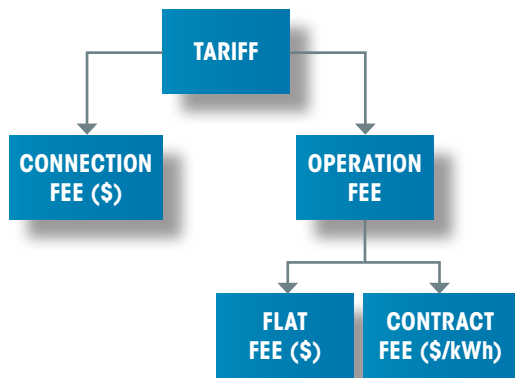 TARIFF
CONNECTION
FEE ($)
OPERATION
FEE
FLAT
FEE ($)
CONTRACT
FEE ($/kWh)